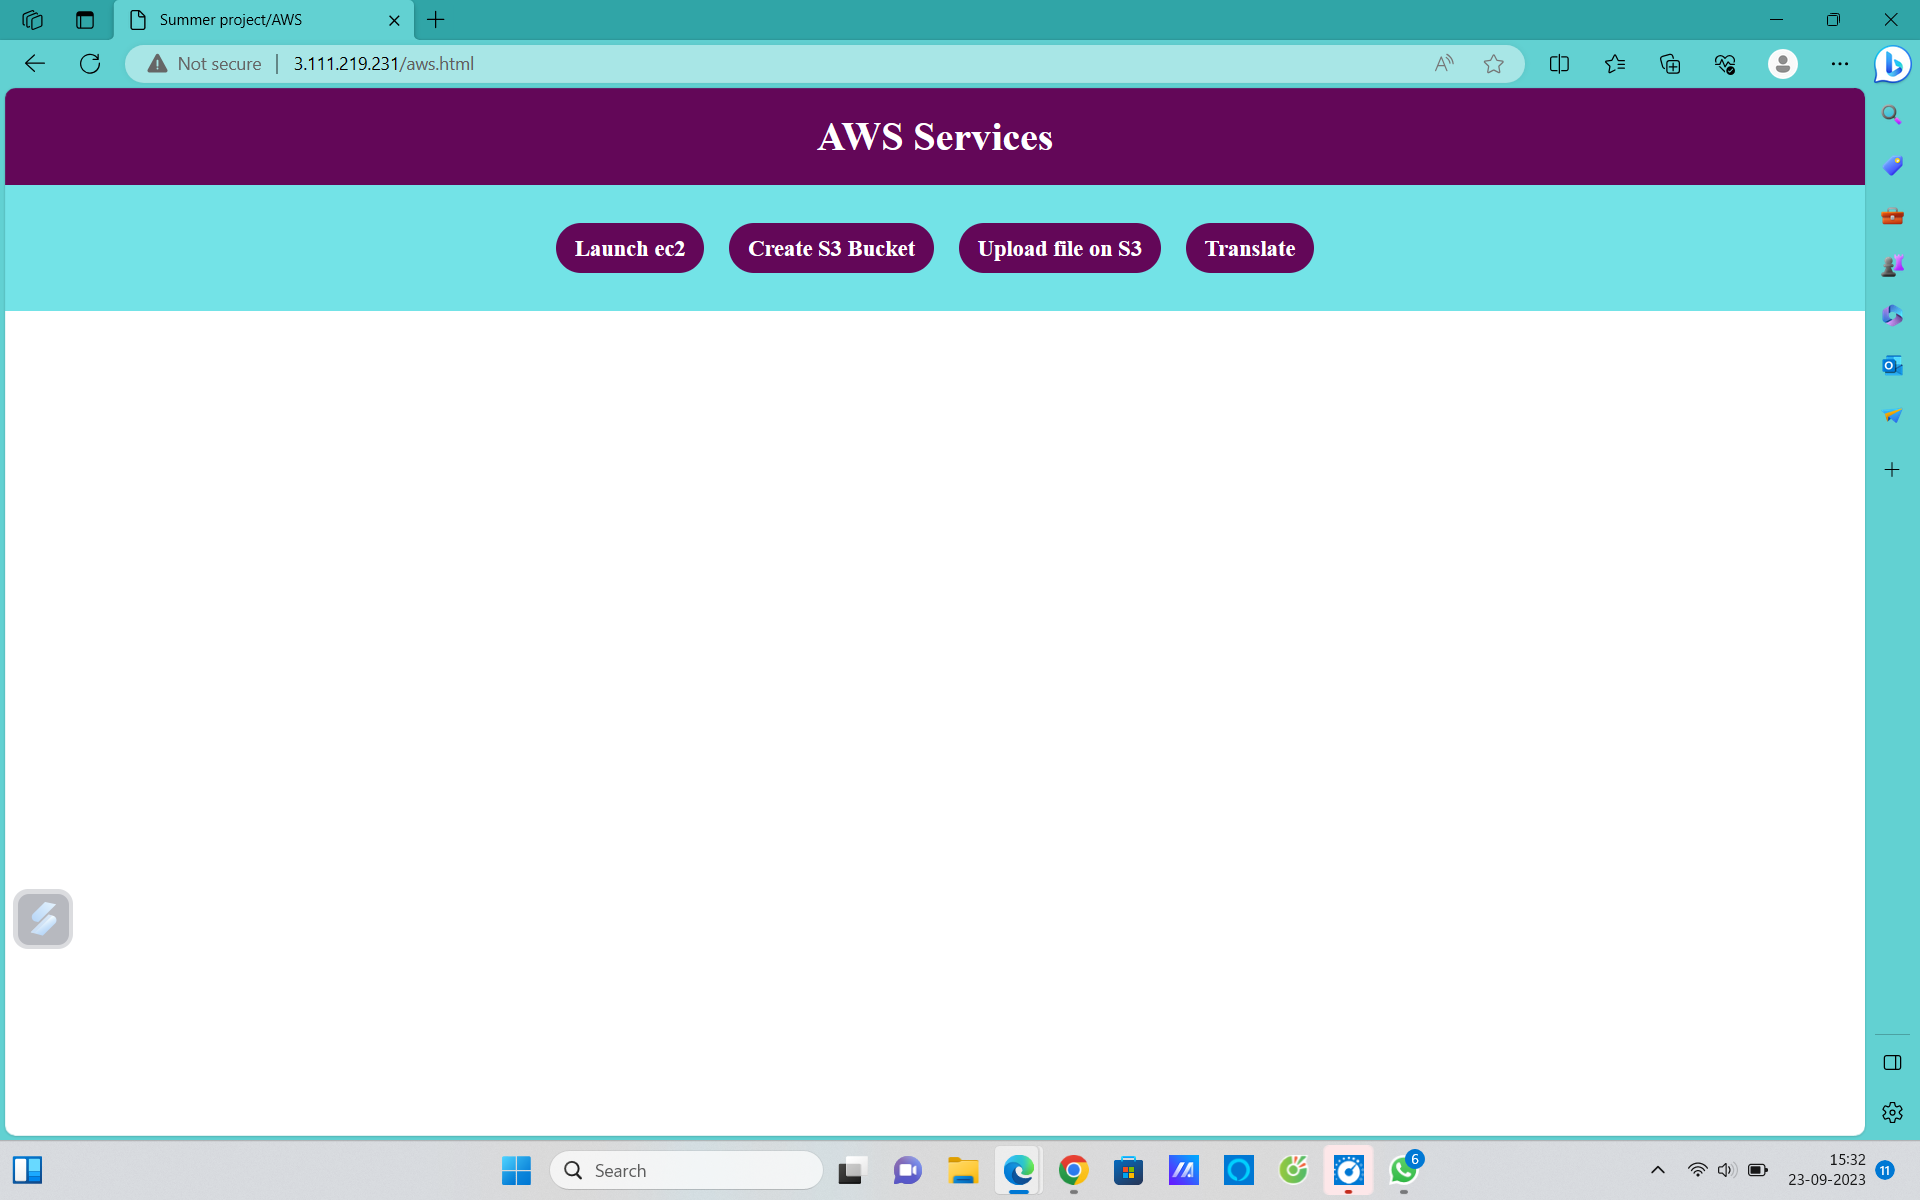 Summer project/AWS
Not secure
3.111.219.231/aws.html
AWS Services
Launch ec2
Create S3 Bucket
Upload file on S3
Translate
Search
6
15:32
23-09-2023
11